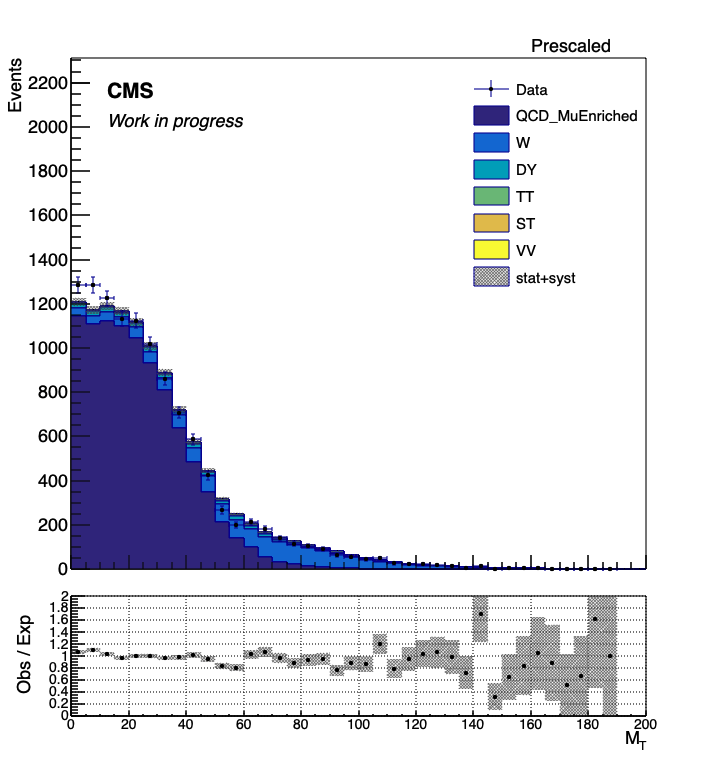 Prescaled
Events
CMS
Work in progress
Data
QCD_MuEnriched
W
DY
TT
ST
VV
stat+syst
2200
2000
1800
1600
1400
1200
1000
800
600
400
200
0
Obs / Exp
2
1.8
1.6
1.4
1.2
1
0.8
0.6
0.4
0.2
0
0 20 40 60 80 100 120 140 160 180 200
M_T